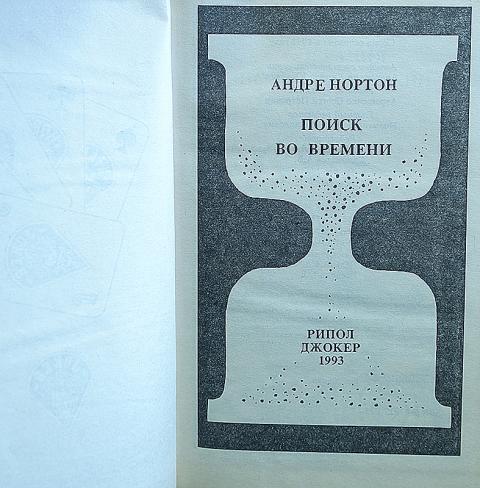 АНДРЕ НОРТОН
ПОИСК
ВО ВРЕМЕНИ
РИПОЛ
ДЖОКЕР
1993